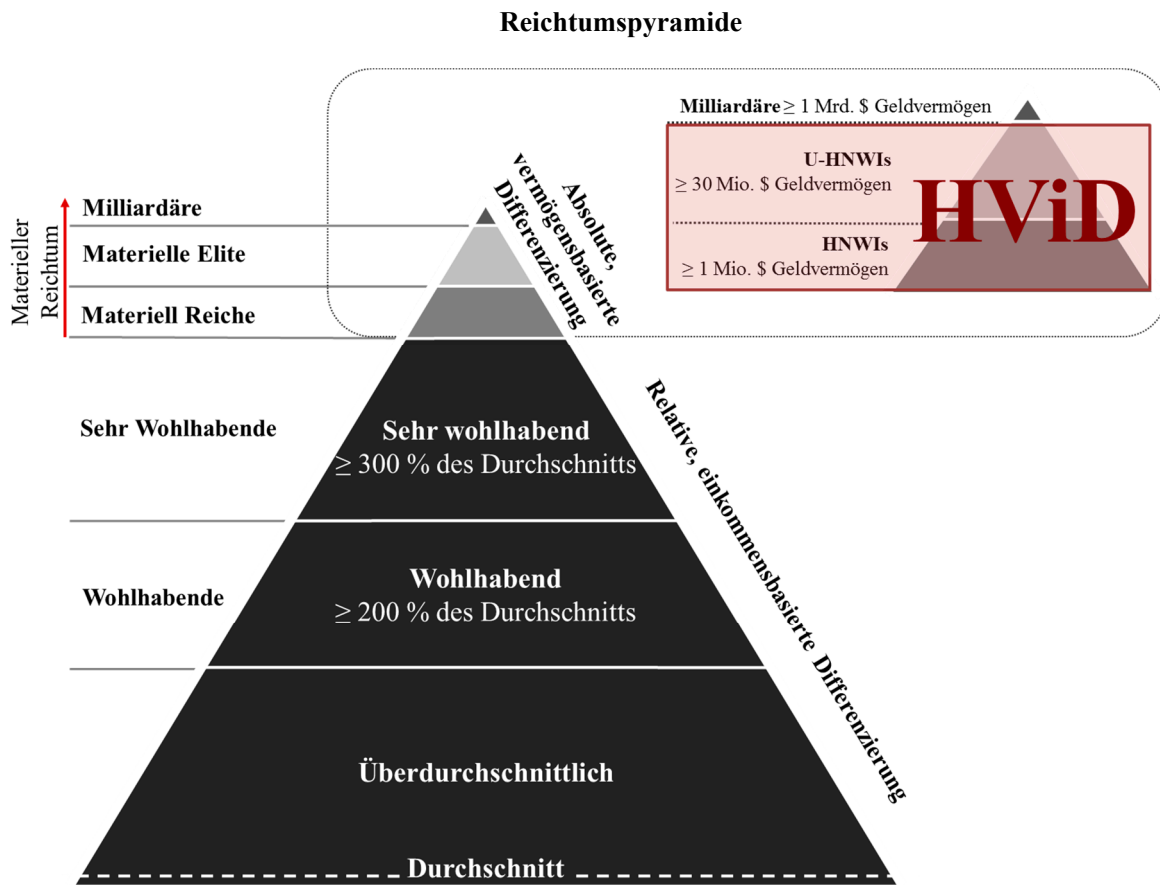 Reichtumspyramide
Milliardäre ≥ 1 Mrd. $ Geldvermögen
U-HNWIs
≥ 30 Mio. $ Geldvermögen
HNWIs
≥ 1 Mio. $ Geldvermögen
HViD
Absolute,
vermögensbasierte
Differenzierung
Materieller
Reichtum
Milliardäre
Materielle Elite
Materiell Reiche
Sehr Wohlhabende
Sehr wohlhabend
≥ 300 % des Durchschnitts
Relative, einkommensbasierte Differenzierung
Wohlhabende
Wohlhabend
≥ 200 % des Durchschnitts
Überdurchschnittlich
Durchschnitt